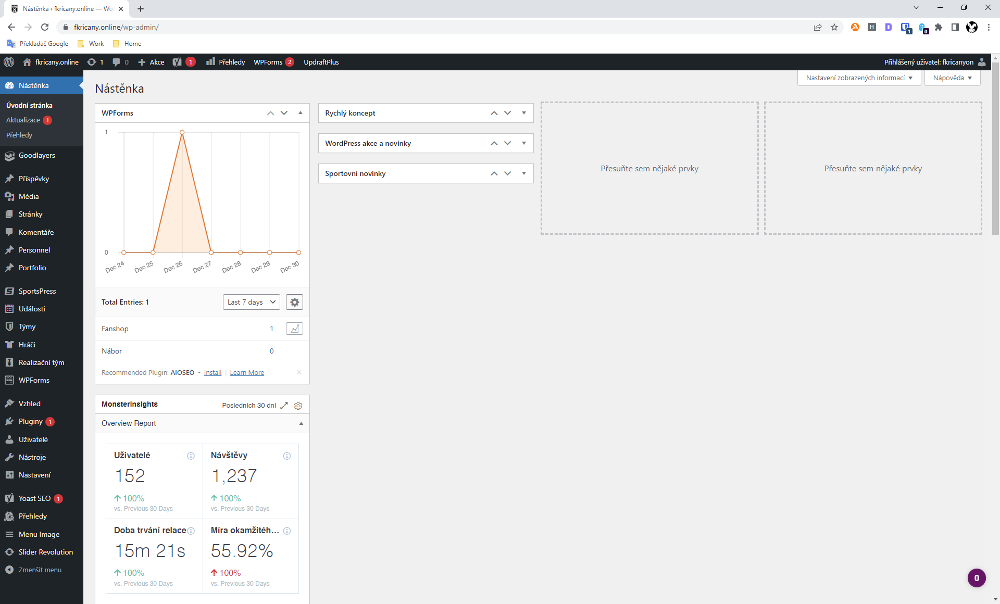 Nástěnka ‹ fkricany.online — Wo
fkricany.online/wp-admin/
Překladač Google
Work
Home
fkricany.online
1
0
Akce
1
Přehledy
WPForms 2
UpdraftPlus
Přihlášený uživatel: fkricanyon
Nástěnka
Úvodní stránka
Aktualizace 1
Přehledy
Goodlayers
Příspěvky
Média
Stránky
Komentáře
Personnel
Portfolio
SportsPress
Události
Týmy
Hráči
Realizační tým
WPForms
Vzhled
Pluginy 1
Uživatelé
Nástroje
Nastavení
Yoast SEO 1
Přehledy
Menu Image
Slider Revolution
Zmenšit menu
Nastavení zobrazených informací
Nápověda
Nástěnka
WPForms
1
0
Dec 24
Dec 25
Dec 26
Dec 27
Dec 28
Dec 29
Dec 30
Total Entries: 1
Last 7 days
Fanshop 1
Nábor 0
Recommended Plugin: AIOSEO - Install | Learn More
MonsterInsights
Posledních 30 dní
Overview Report
Uživatelé
152
100%
vs. Previous 30 Days
Návštěvy
1,237
100%
vs. Previous 30 Days
Doba trvání relace
15m 21s
100%
vs. Previous 30 Days
Míra okamžitéh...
55.92%
100%
vs. Previous 30 Days
Rychlý koncept
WordPress akce a novinky
Sportovní novinky
Přesuňte sem nějaké prvky
Přesuňte sem nějaké prvky
H
D
1
0
0